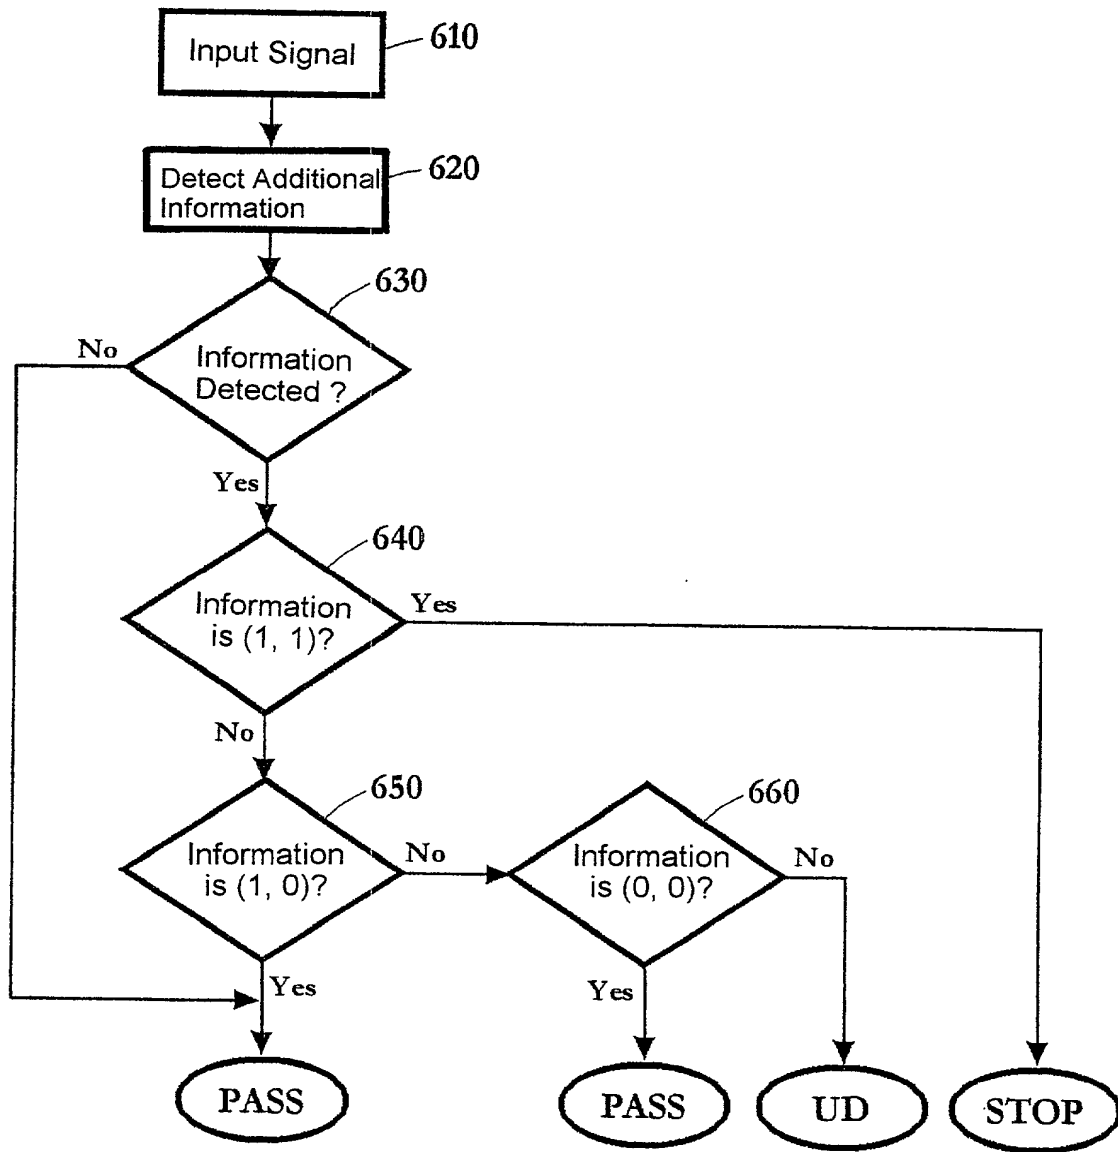 Input Signal
610
Detect Additional
Information
620
630
No
Information
Detected ?
Yes
640
Information
is (1, 1)?
Yes
No
650
Information
is (1, 0)?
No
660
Information
is (0, 0)?
No
Yes
Yes
PASS
PASS
UD
STOP